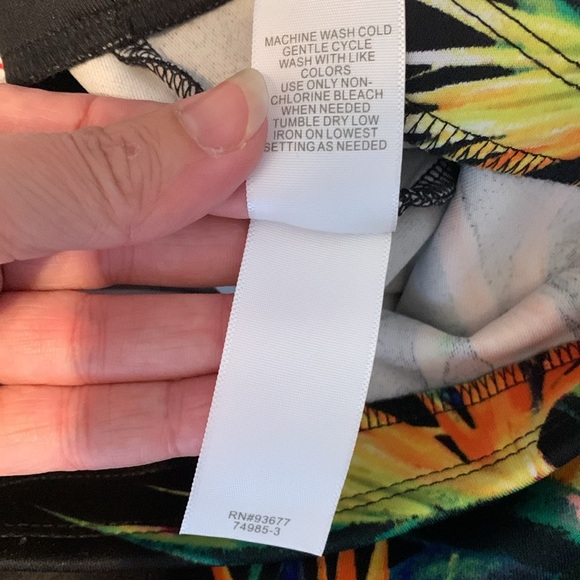 MACHINE WASH COLD
GENTLE CYCLE
WASH WITH LIKE
COLORS
USE ONLY NON-
CHLORINE BLEACH
WHEN NEEDED
TUMBLE DRY LOW
IRON ON LOWEST
SETTING AS NEEDED
RN#93677
74985-3